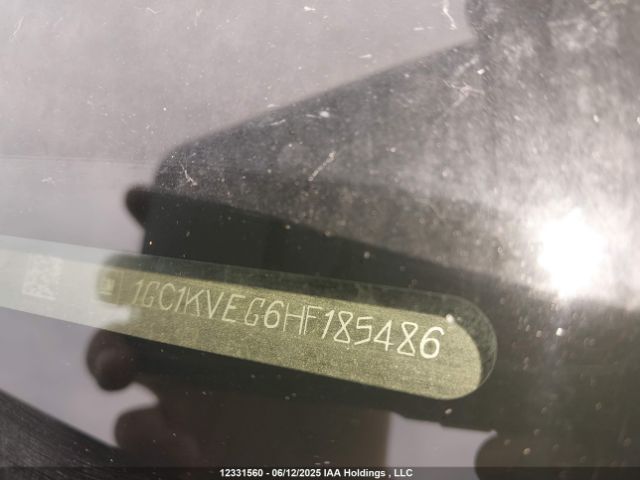 1GC1KVEG6HF185486
12331560 - 06/12/2025 IAA Holdings , LLC